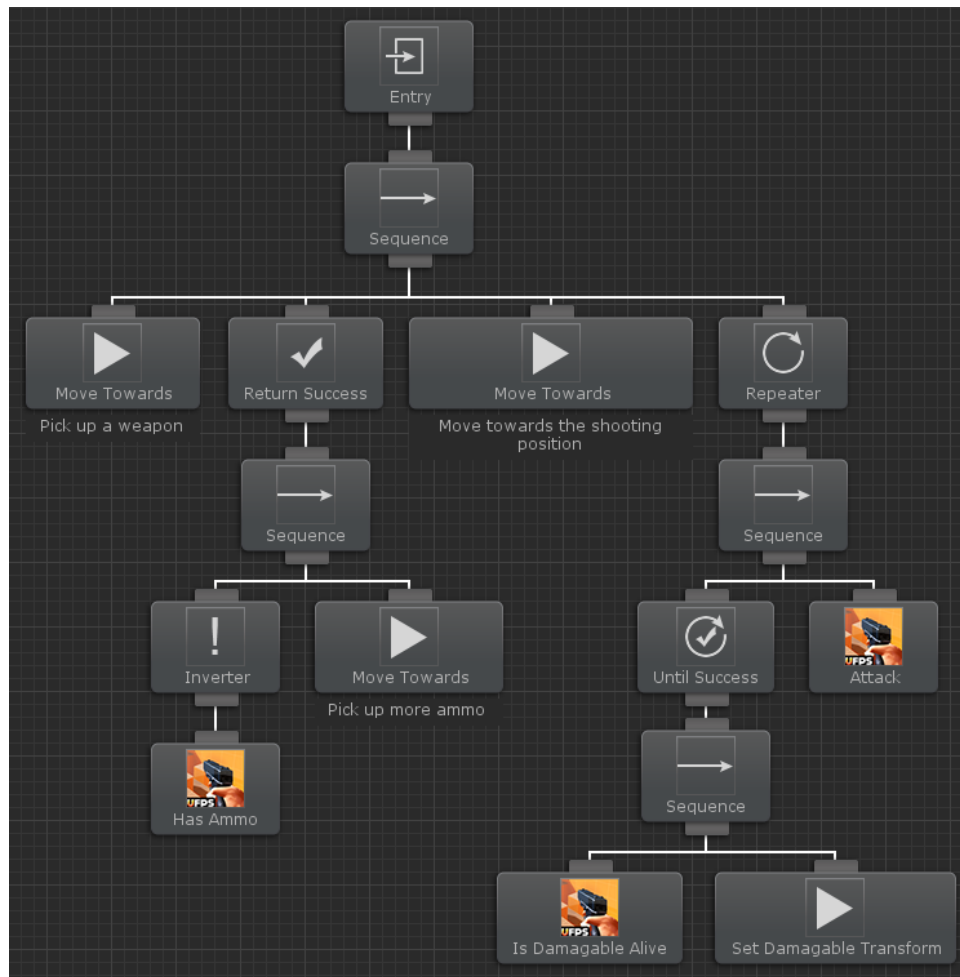 Entry
Sequence
Move Towards
Return Success
Move Towards
Repeater
Pick up a weapon
Move towards the shooting
position
Sequence
Sequence
Inverter
Move Towards
Until Success
UFPS
Attack
Pick up more ammo
UFPS
Has Ammo
Sequence
UFPS
Is Damagable Alive
Set Damagable Transform